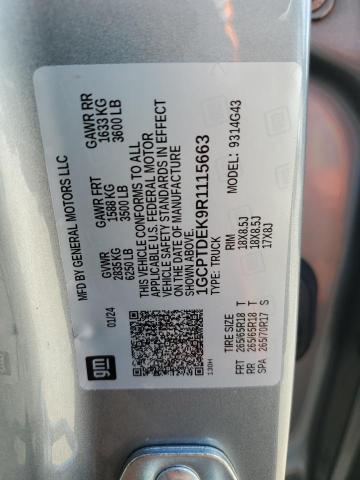 MFD BY GENERAL MOTORS LLC
01/24
GVWR GAWR FRT GAWR RR
2835 KG 1588 KG 1633 KG
6250 LB 3500 LB 3600 LB
THIS VEHICLE CONFORMS TO ALL
APPLICABLE U.S. FEDERAL MOTOR
VEHICLE SAFETY STANDARDS IN EFFECT
ON THE DATE OF MANUFACTURE
SHOWN ABOVE.
1GCPTDEK9R1115663
TYPE: TRUCK MODEL: 9314G43
TIRE SIZE RIM
FRT 265/65R18 T 18X8.5J
RR 265/65R18 T 18X8.5J
SPA 265/70R17 S 17X8J
gm
130H